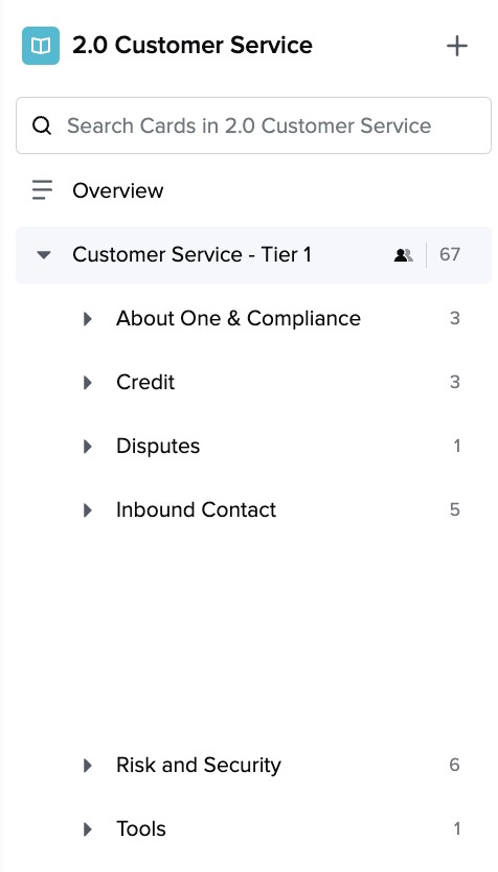 2.0 Customer Service
Search Cards in 2.0 Customer Service
Overview
Customer Service - Tier 1 67
About One & Compliance 3
Credit 3
Disputes 1
Inbound Contact 5
Risk and Security 6
Tools 1